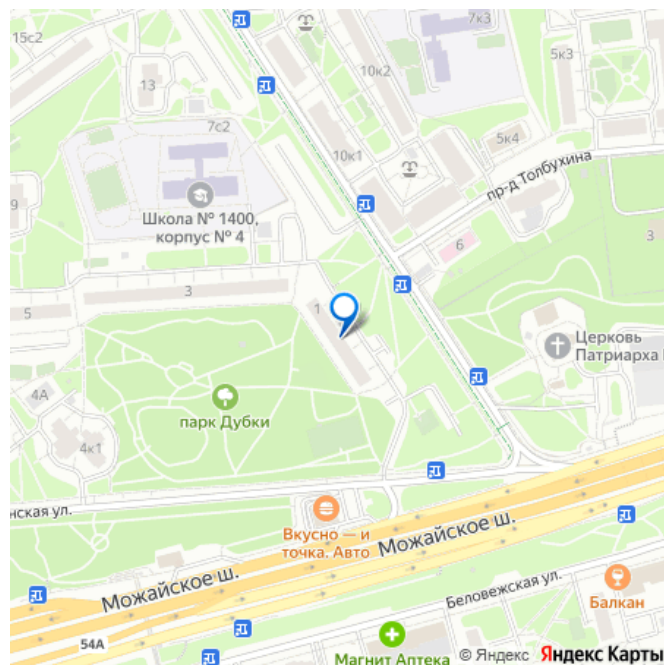 15с2
7к3
13
10к2
5к3
7с2
10к1
5к4
пр-д Толбухина
9
Школа № 1400,
корпус № 4
6
3
3
5
1
Церковь
Патриарха
4А
парк Дубки
4к1
нская ул.
Вкусно — и
точка. Авто
Можайское ш.
Можайское ш.
Беловежская ул.
Балкан
54А
Магнит Аптека
© Яндекс Яндекс Карты